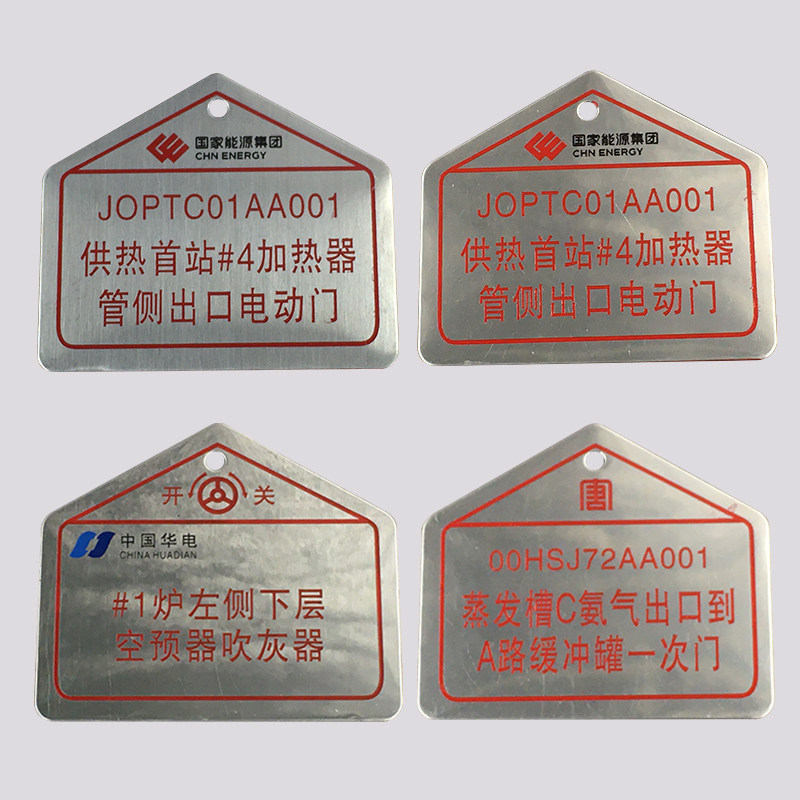 国家能源集团
CHN ENERGY
JOPTC01AA001
供热首站#4加热器
管侧出口电动门
国家能源集团
CHN ENERGY
JOPTC01AA001
供热首站#4加热器
管侧出口电动门
开 关
中国华电
CHINA HUADIAN
#1炉左侧下层
空预器吹灰器
00HSJ72AA001
蒸发槽C氨气出口到
A路缓冲罐一次门